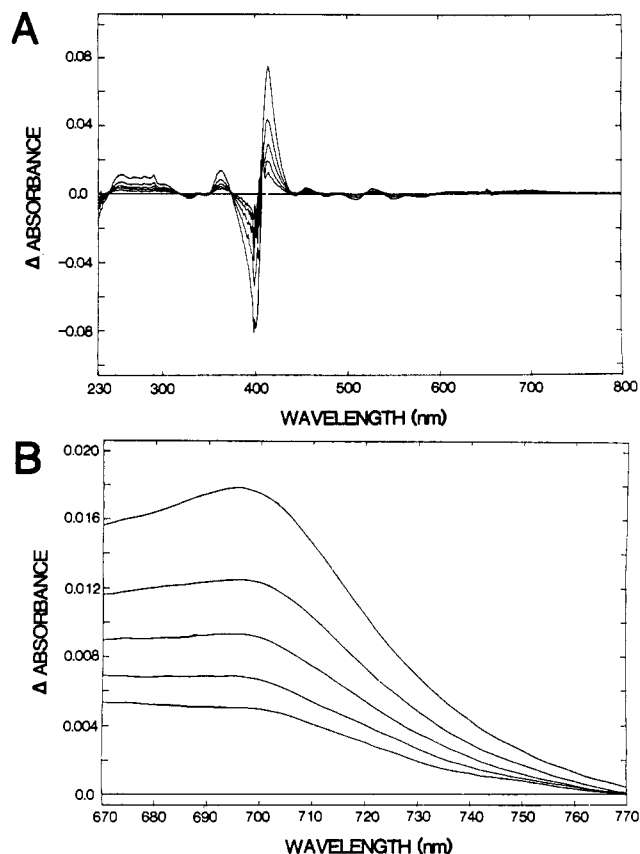 A
0.08
0.04
0.0
-0.04
-0.08
Δ ABSORBANCE
230 300 400 500 600 700 800
WAVELENGTH (nm)
B
0.020
0.016
0.012
0.008
0.004
0.0
Δ ABSORBANCE
670 680 690 700 710 720 730 740 750 760 770
WAVELENGTH (nm)